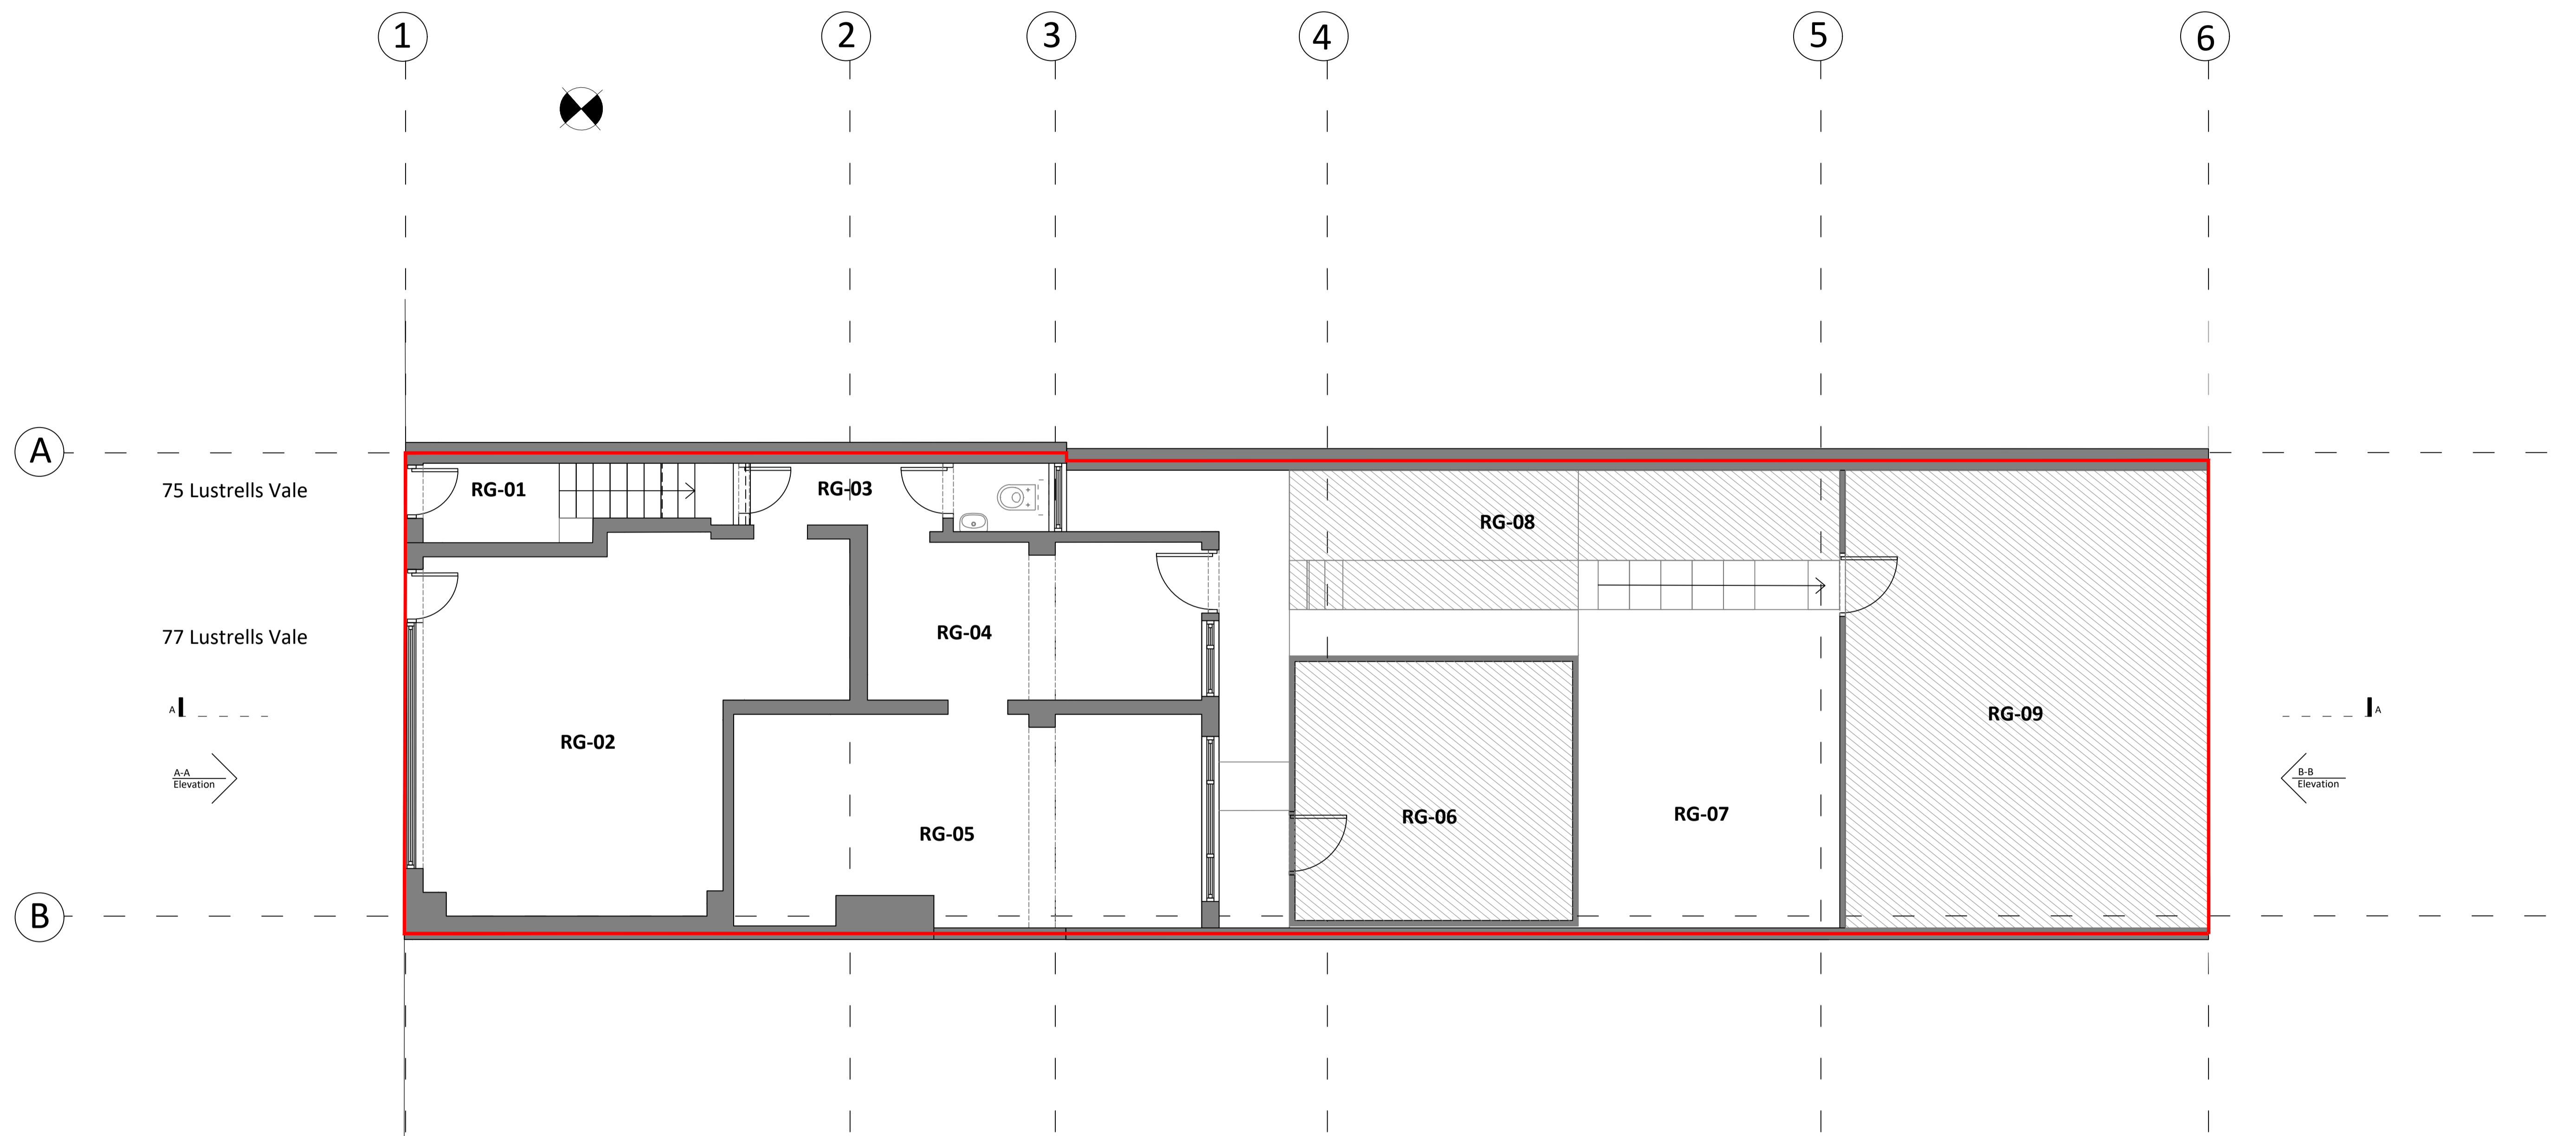 1
2
3
4
5
6
A
75 Lustrells Vale
RG-01
RG-03
RG-08
77 Lustrells Vale
RG-04
A
A
RG-09
RG-02
A-A
Elevation
B-B
Elevation
RG-06
RG-07
RG-05
B